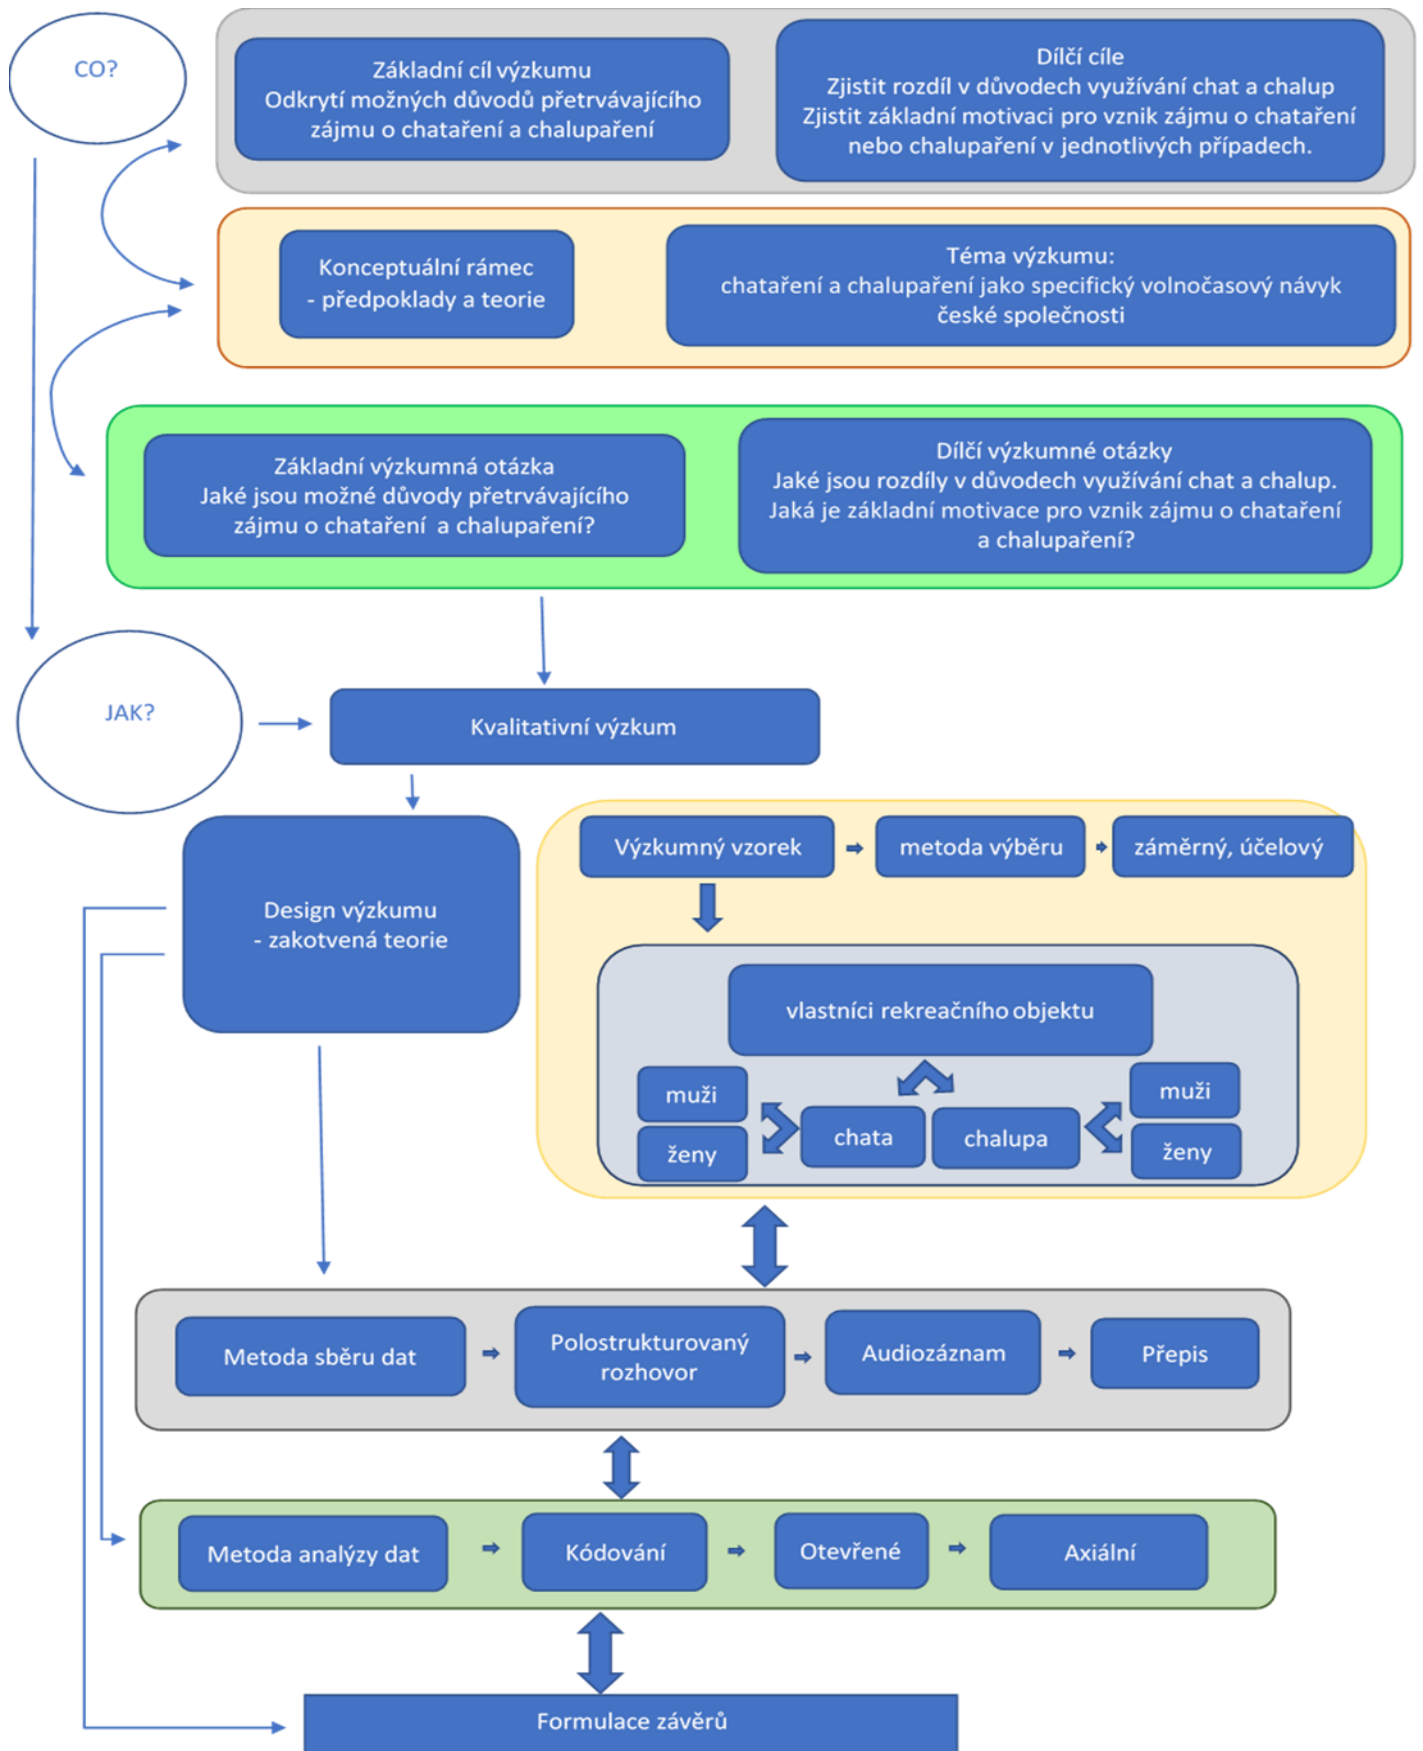 CO?
Základní cíl výzkumu
Odkrytí možných důvodů přetrvávajícího
zájmu o chataření a chalupaření
Dílčí cíle
Zjistit rozdíl v důvodech využívání chat a chalup
Zjistit základní motivaci pro vznik zájmu o chataření
nebo chalupaření v jednotlivých případech.
Konceptuální rámec
- předpoklady a teorie
Téma výzkumu:
chataření a chalupaření jako specifický volnočasový návyk
české společnosti
Základní výzkumná otázka
Jaké jsou možné důvody přetrvávajícího
zájmu o chataření a chalupaření?
Dílčí výzkumné otázky
Jaké jsou rozdíly v důvodech využívání chat a chalup.
Jaká je základní motivace pro vznik zájmu o chataření
a chalupaření?
JAK?
Kvalitativní výzkum
Design výzkumu
- zakotvená teorie
Výzkumný vzorek
metoda výběru
záměrný, účelový
vlastníci rekreačního objektu
muži
ženy
chata
chalupa
muži
ženy
Metoda sběru dat
Polostrukturovaný
rozhovor
Audiozáznam
Přepis
Metoda analýzy dat
Kódování
Otevřené
Axiální
Formulace závěrů